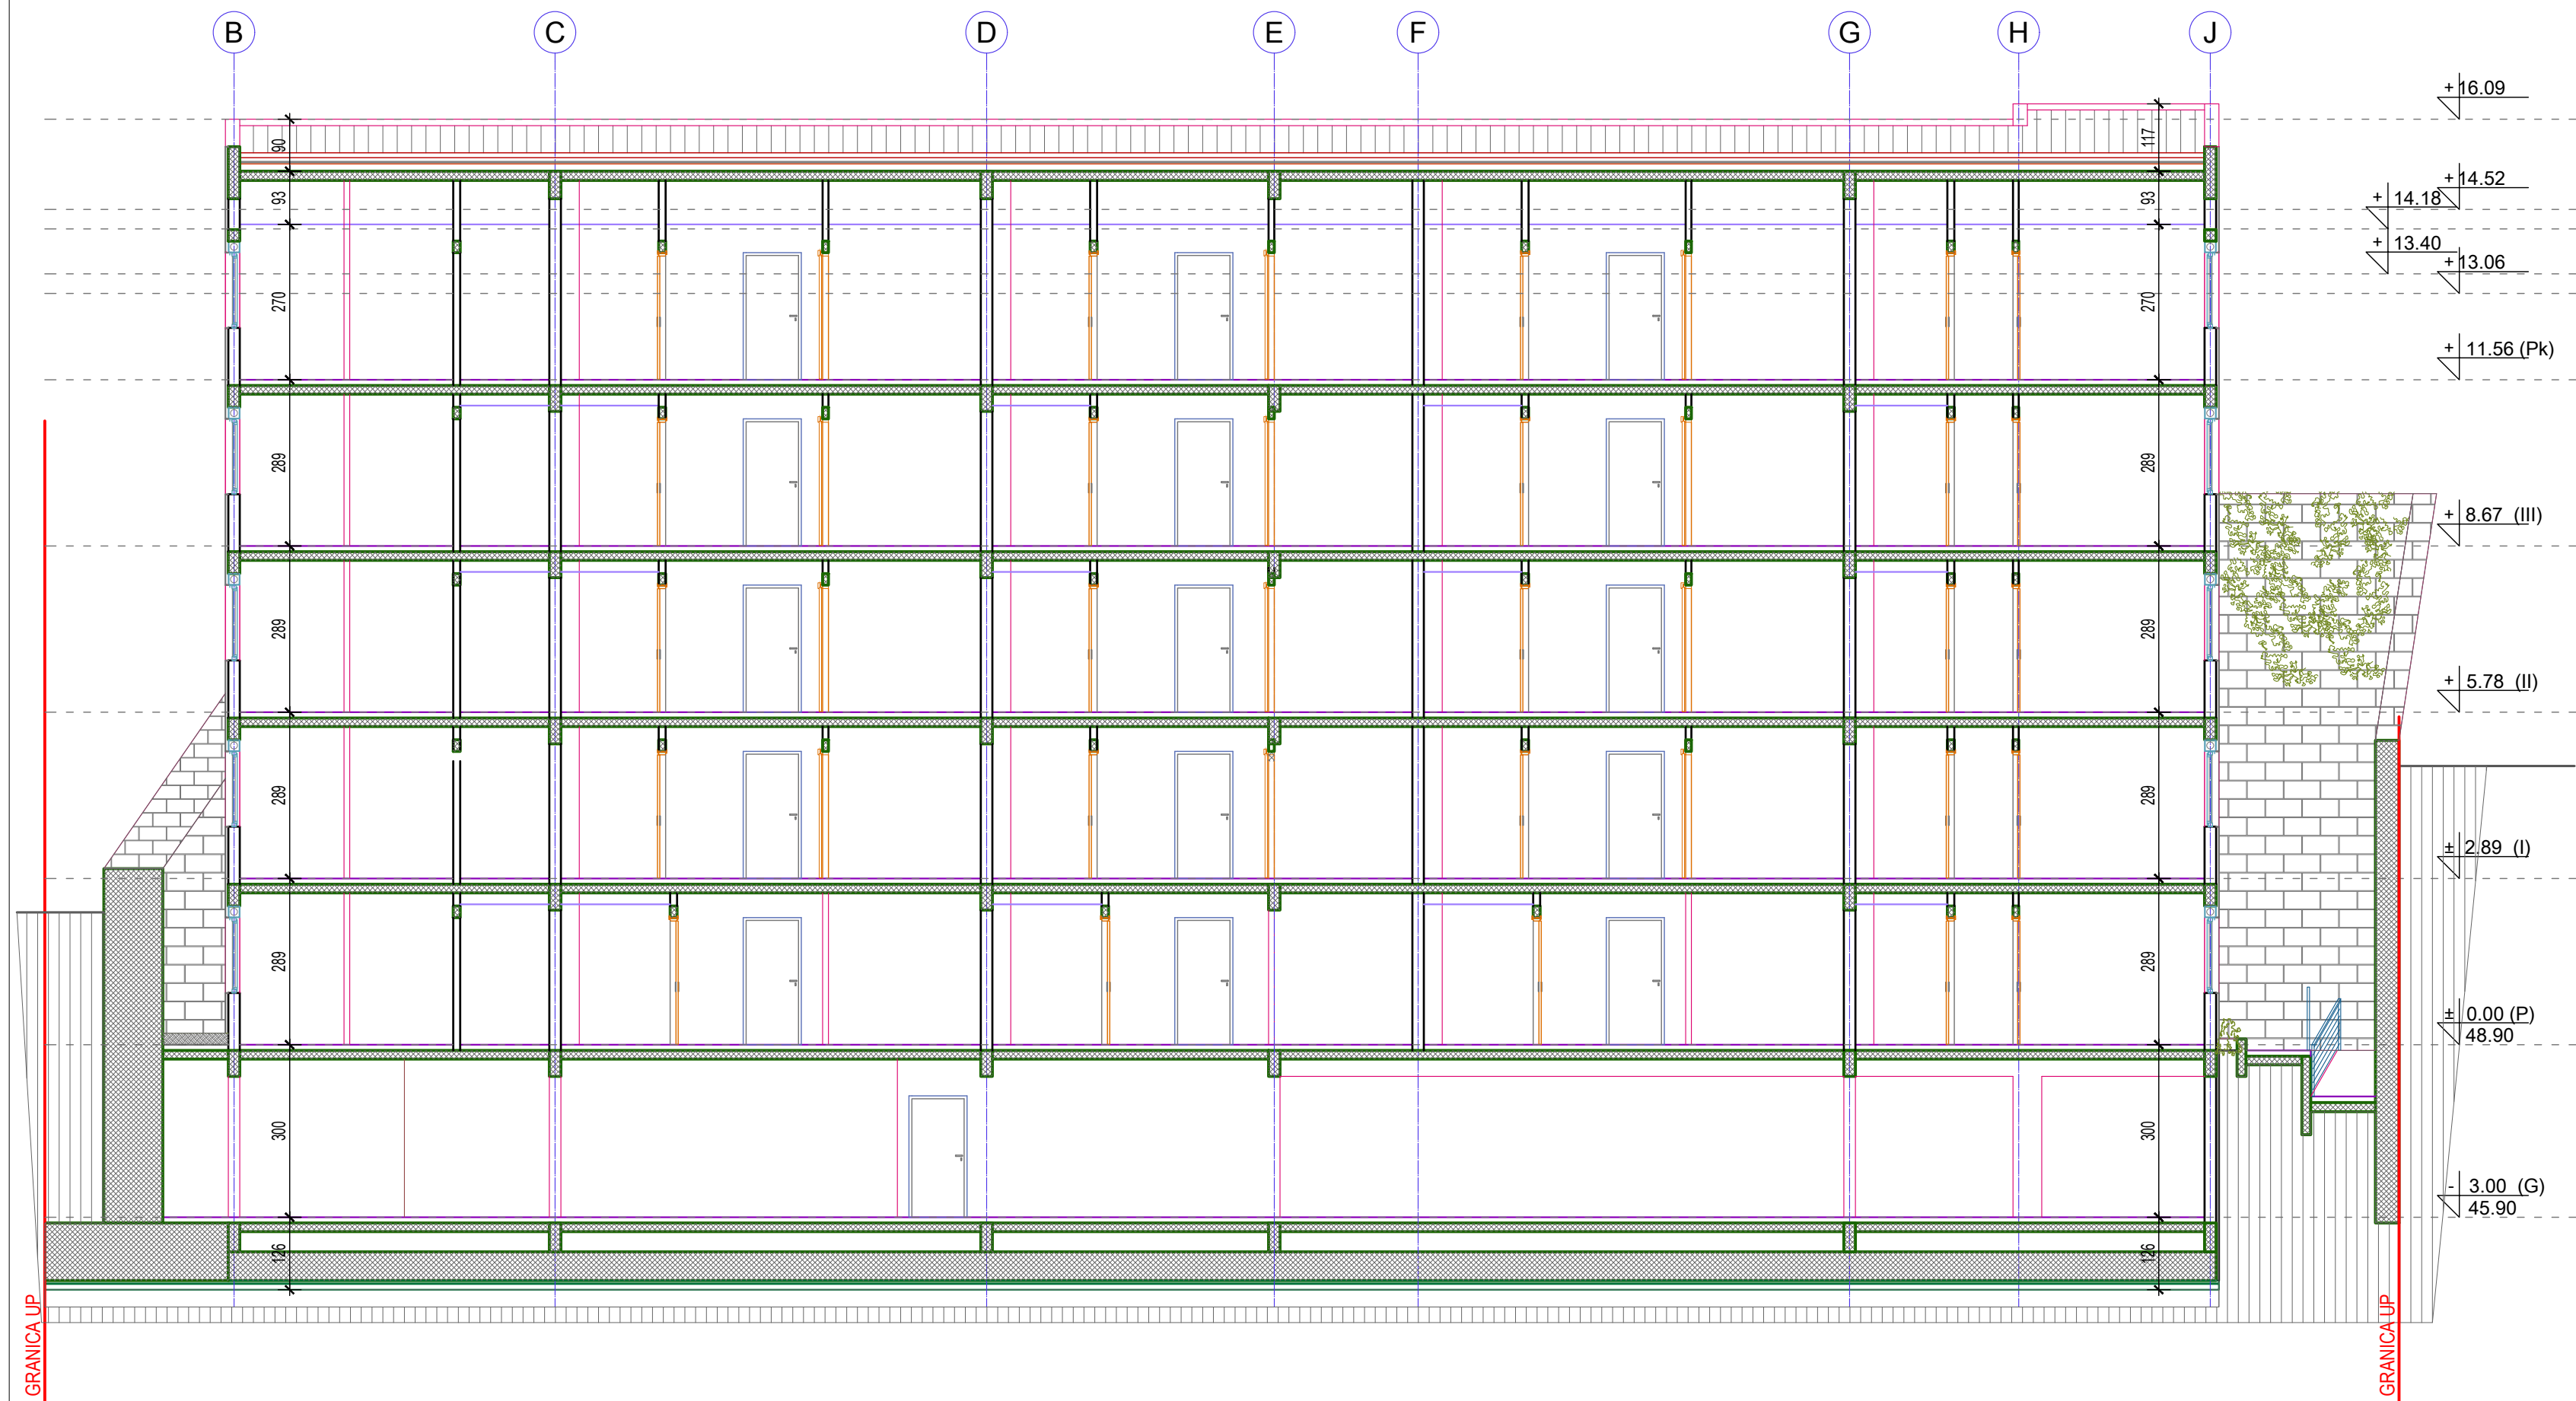 B C D E F G H J
+ 16.09
90
117
93
93
+ 14.52
+ 14.18
+ 13.40
+ 13.06
270
270
+ 11.56 (Pk)
289
289
+ 8.67 (III)
289
289
+ 5.78 (II)
289
289
± 2.89 (I)
289
289
± 0.00 (P)
48.90
300
300
- 3.00 (G)
45.90
126
126
GRANICA UP
GRANICA UP